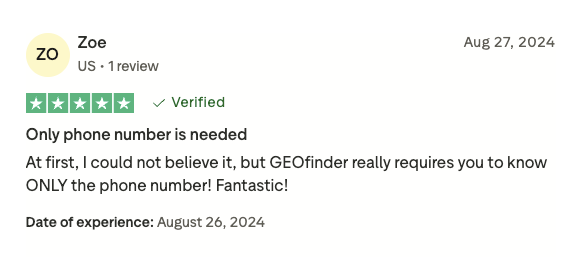 ZO
Zoe
US • 1 review
Aug 27, 2024
Verified
Only phone number is needed
At first, I could not believe it, but GEOfinder really requires you to know
ONLY the phone number! Fantastic!
Date of experience: August 26, 2024